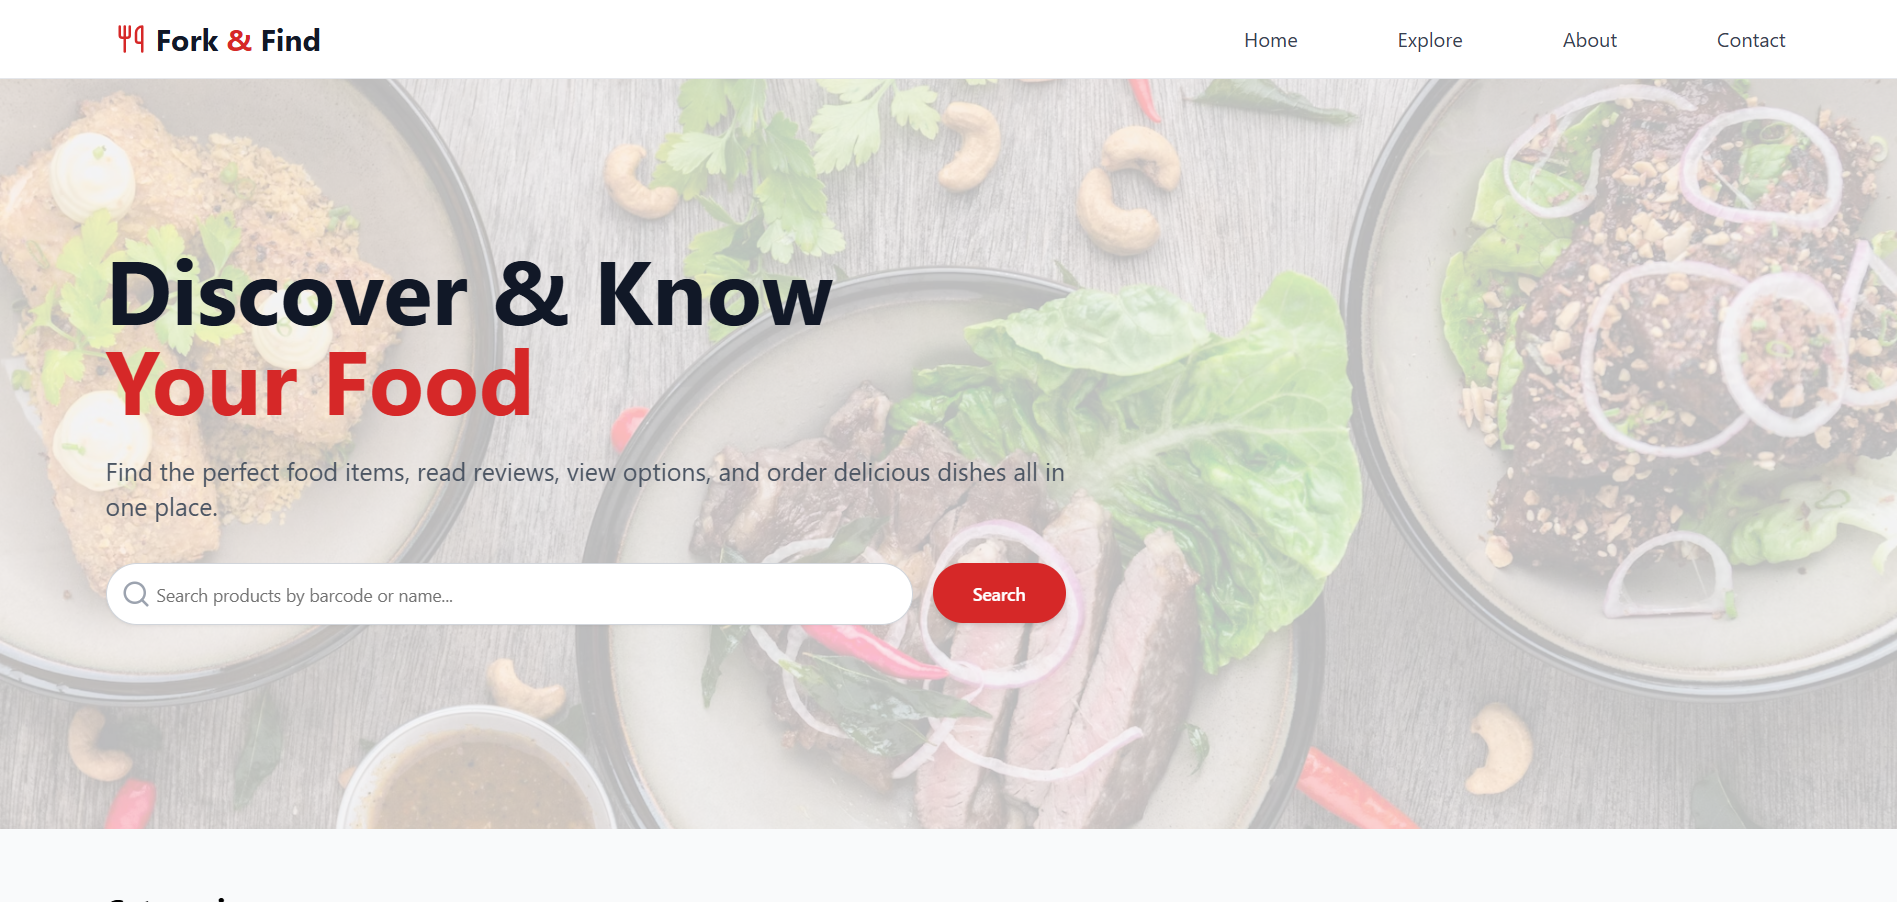 Fork & Find
Home
Explore
About
Contact
Discover & Know
Your Food
Find the perfect food items, read reviews, view options, and order delicious dishes all in
one place.
Search products by barcode or name...
Search